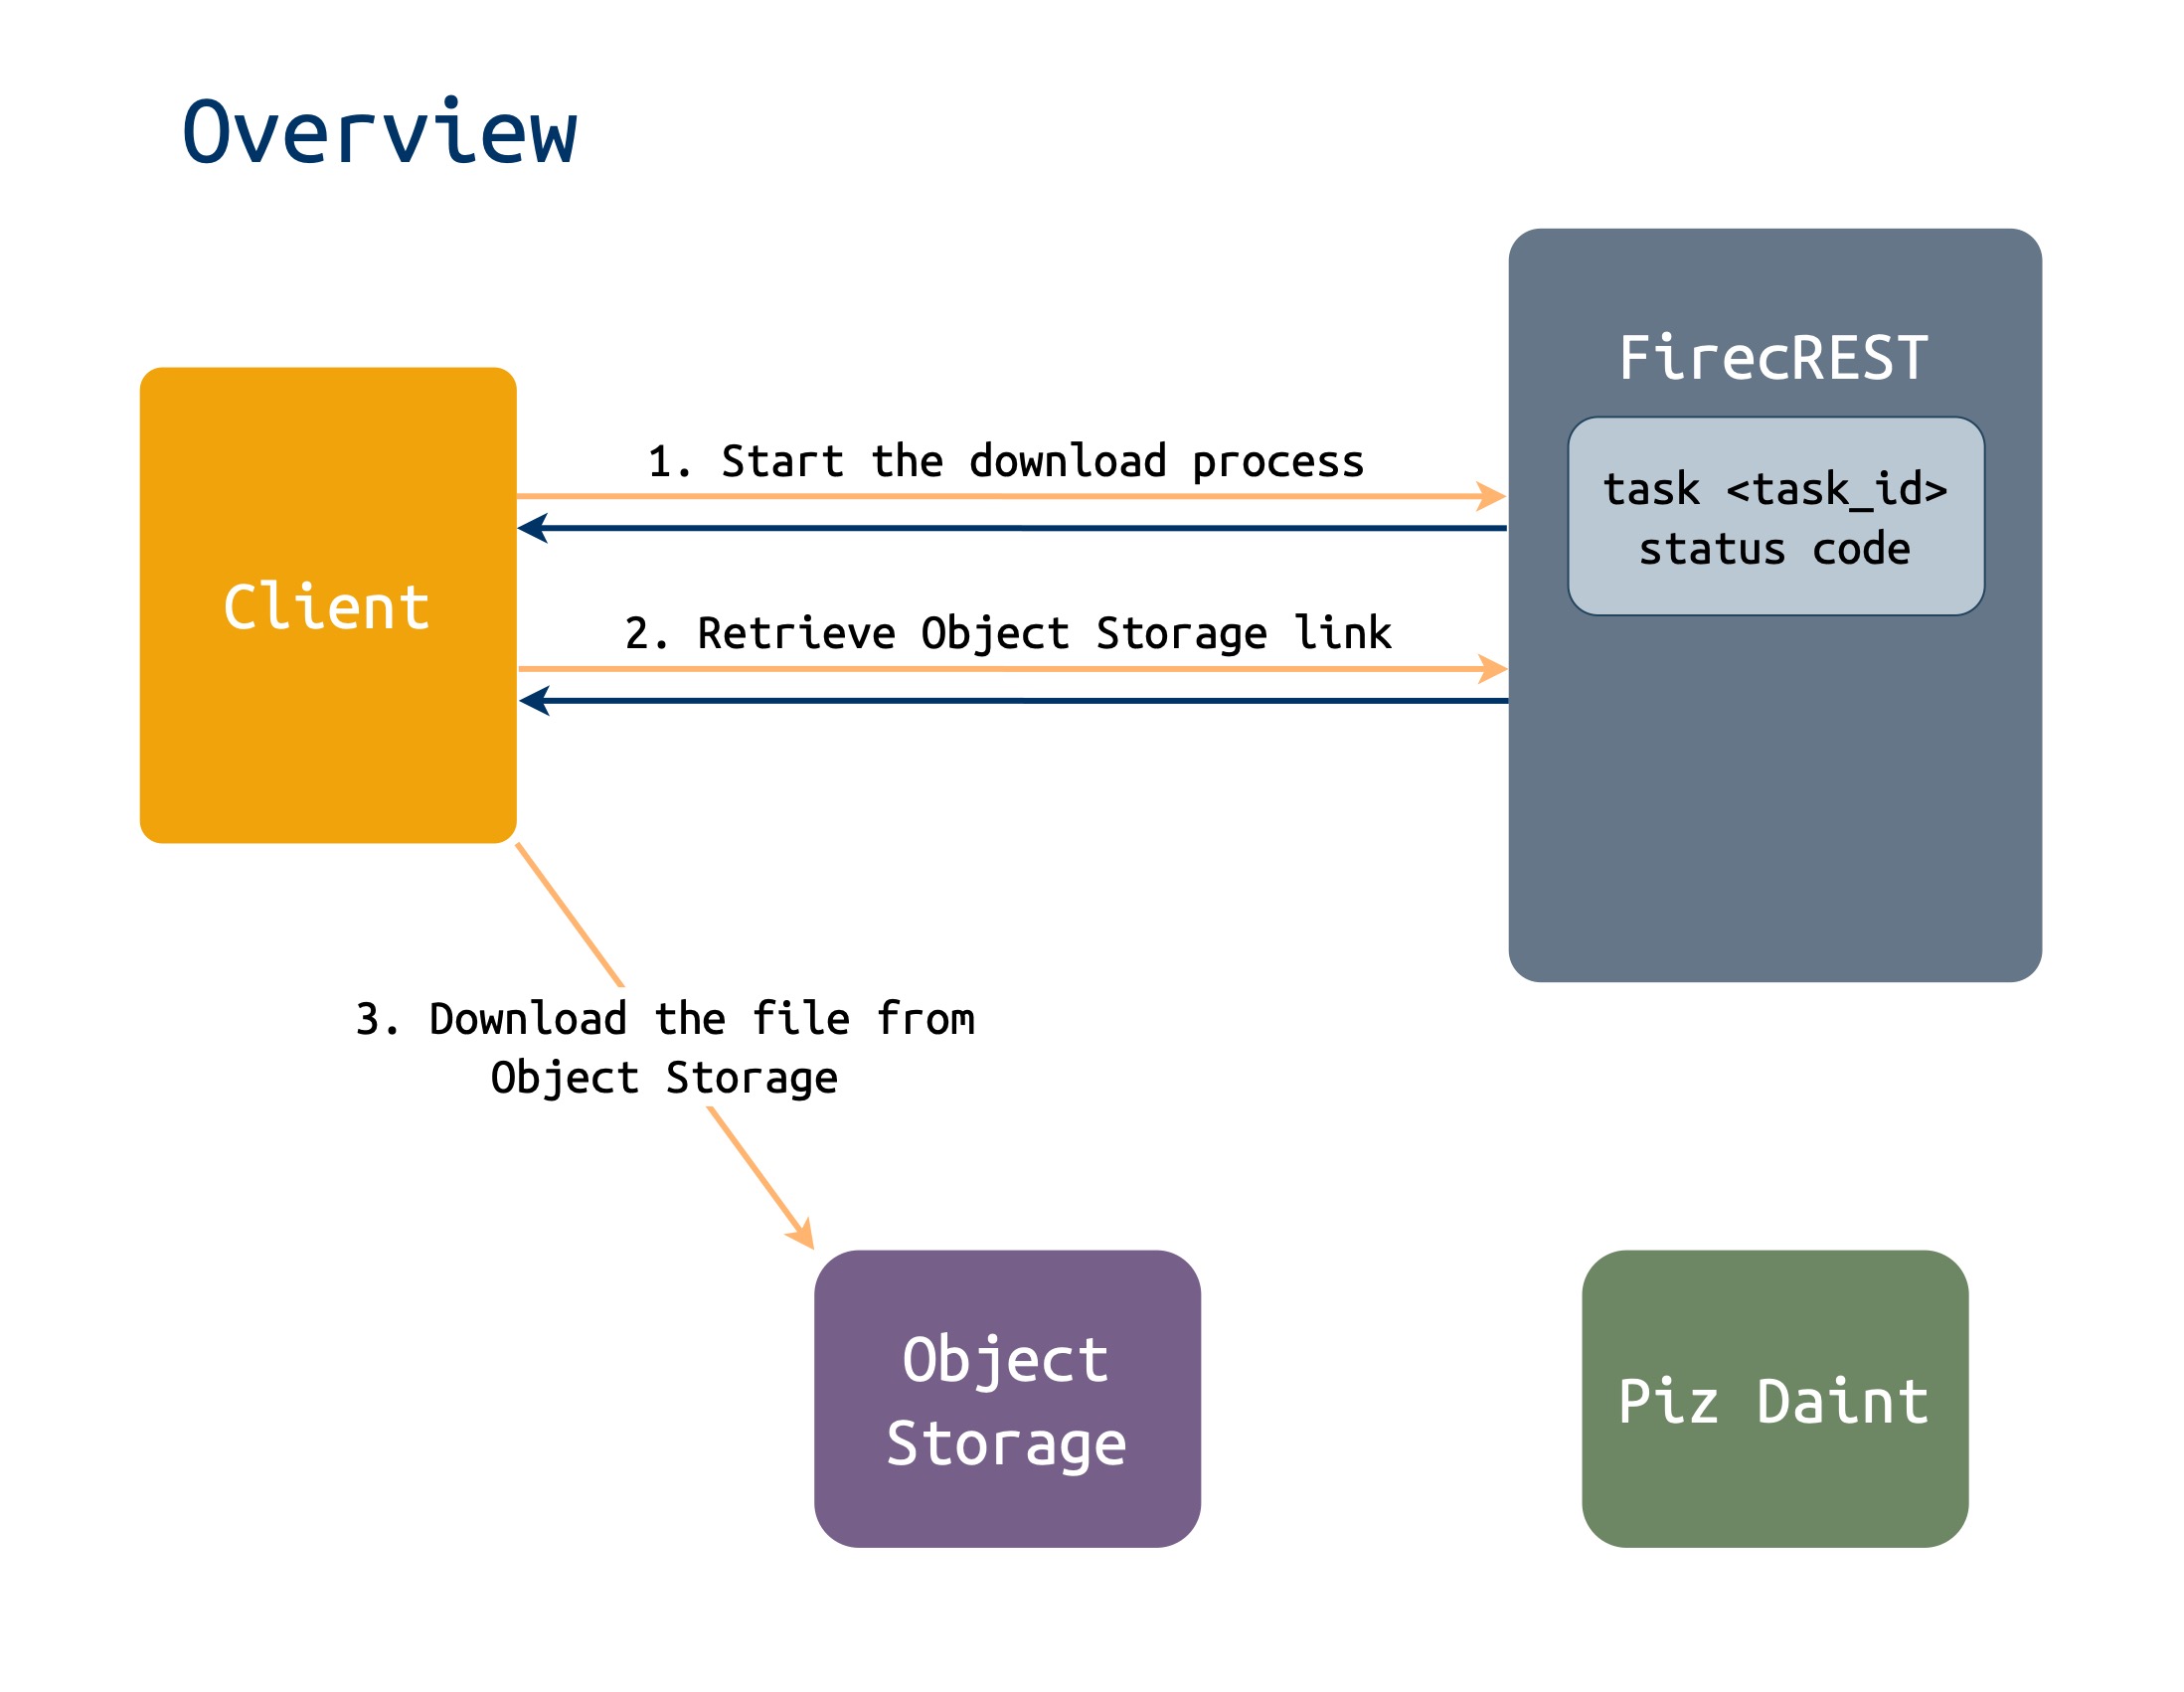 Overview
FirecREST
1. Start the download process
task <task_id>
status code
Client
2. Retrieve Object Storage link
3. Download the file from
Object Storage
Object
Storage
Piz Daint